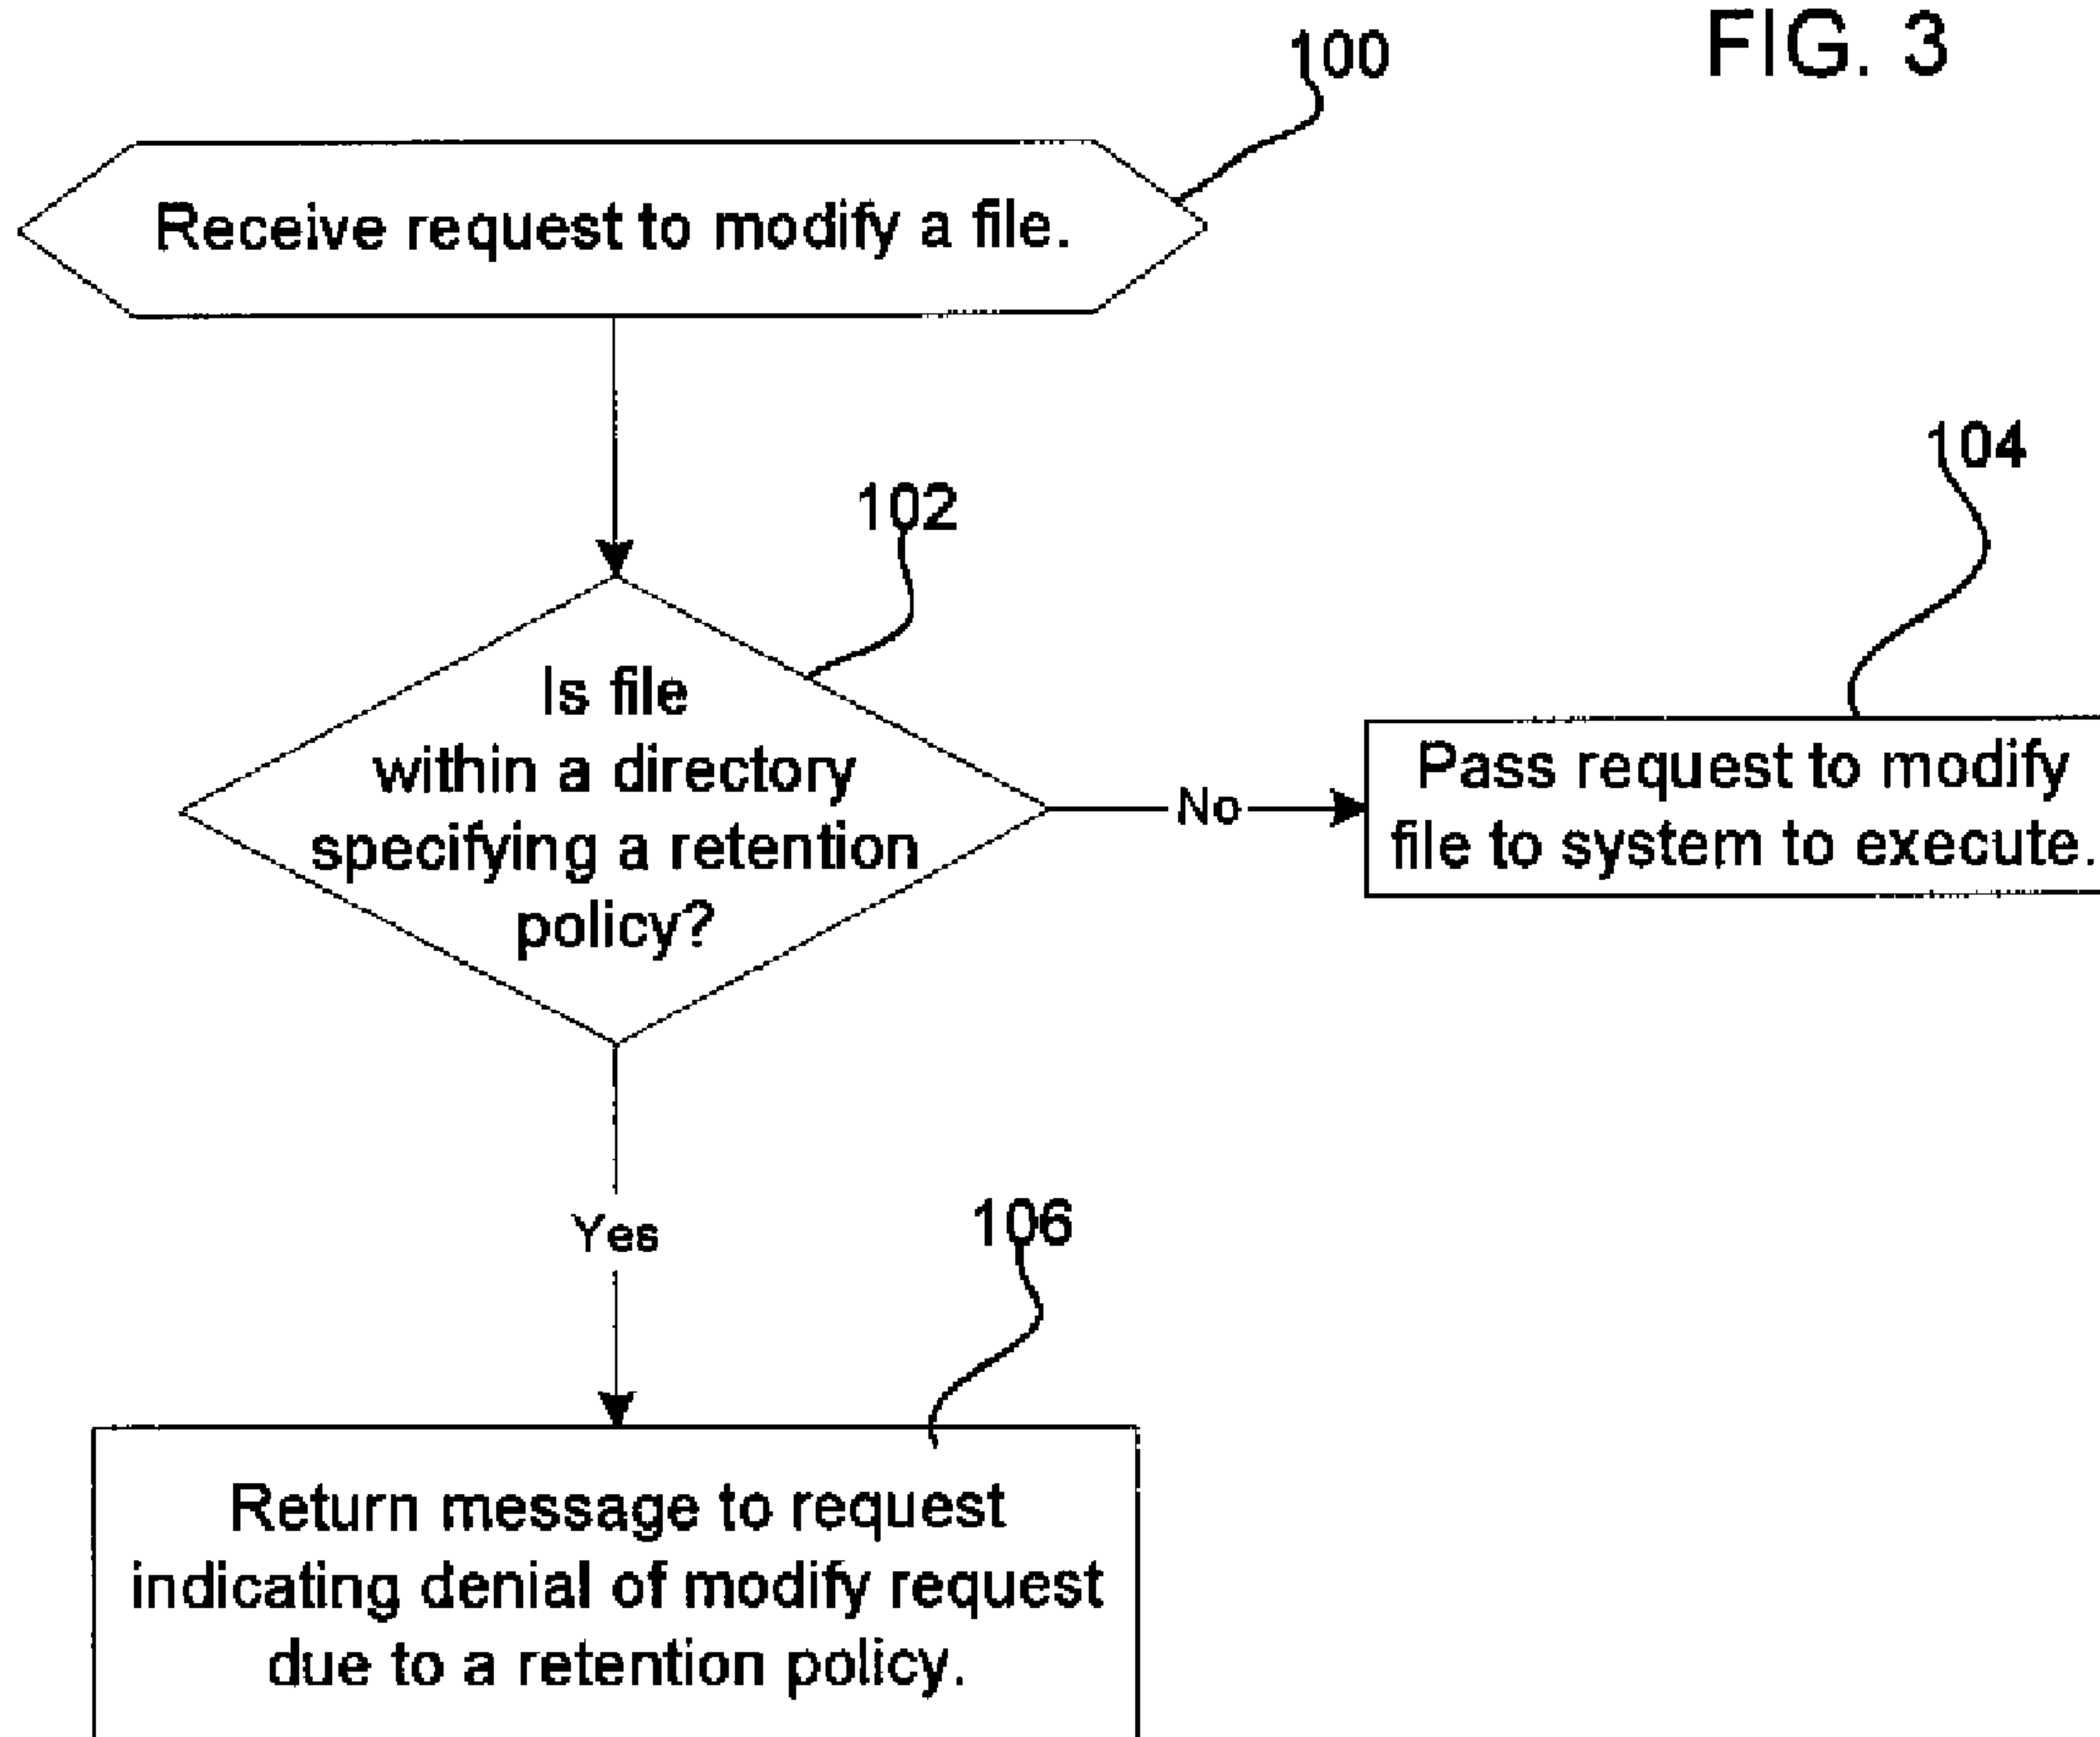 FIG. 3
100
Receive request to modify a file.
102
Is file
within a directory
specifying a retention
policy?
No
104
Pass request to modify
file to system to execute.
Yes
106
Return message to request
indicating denial of modify request
due to a retention policy.